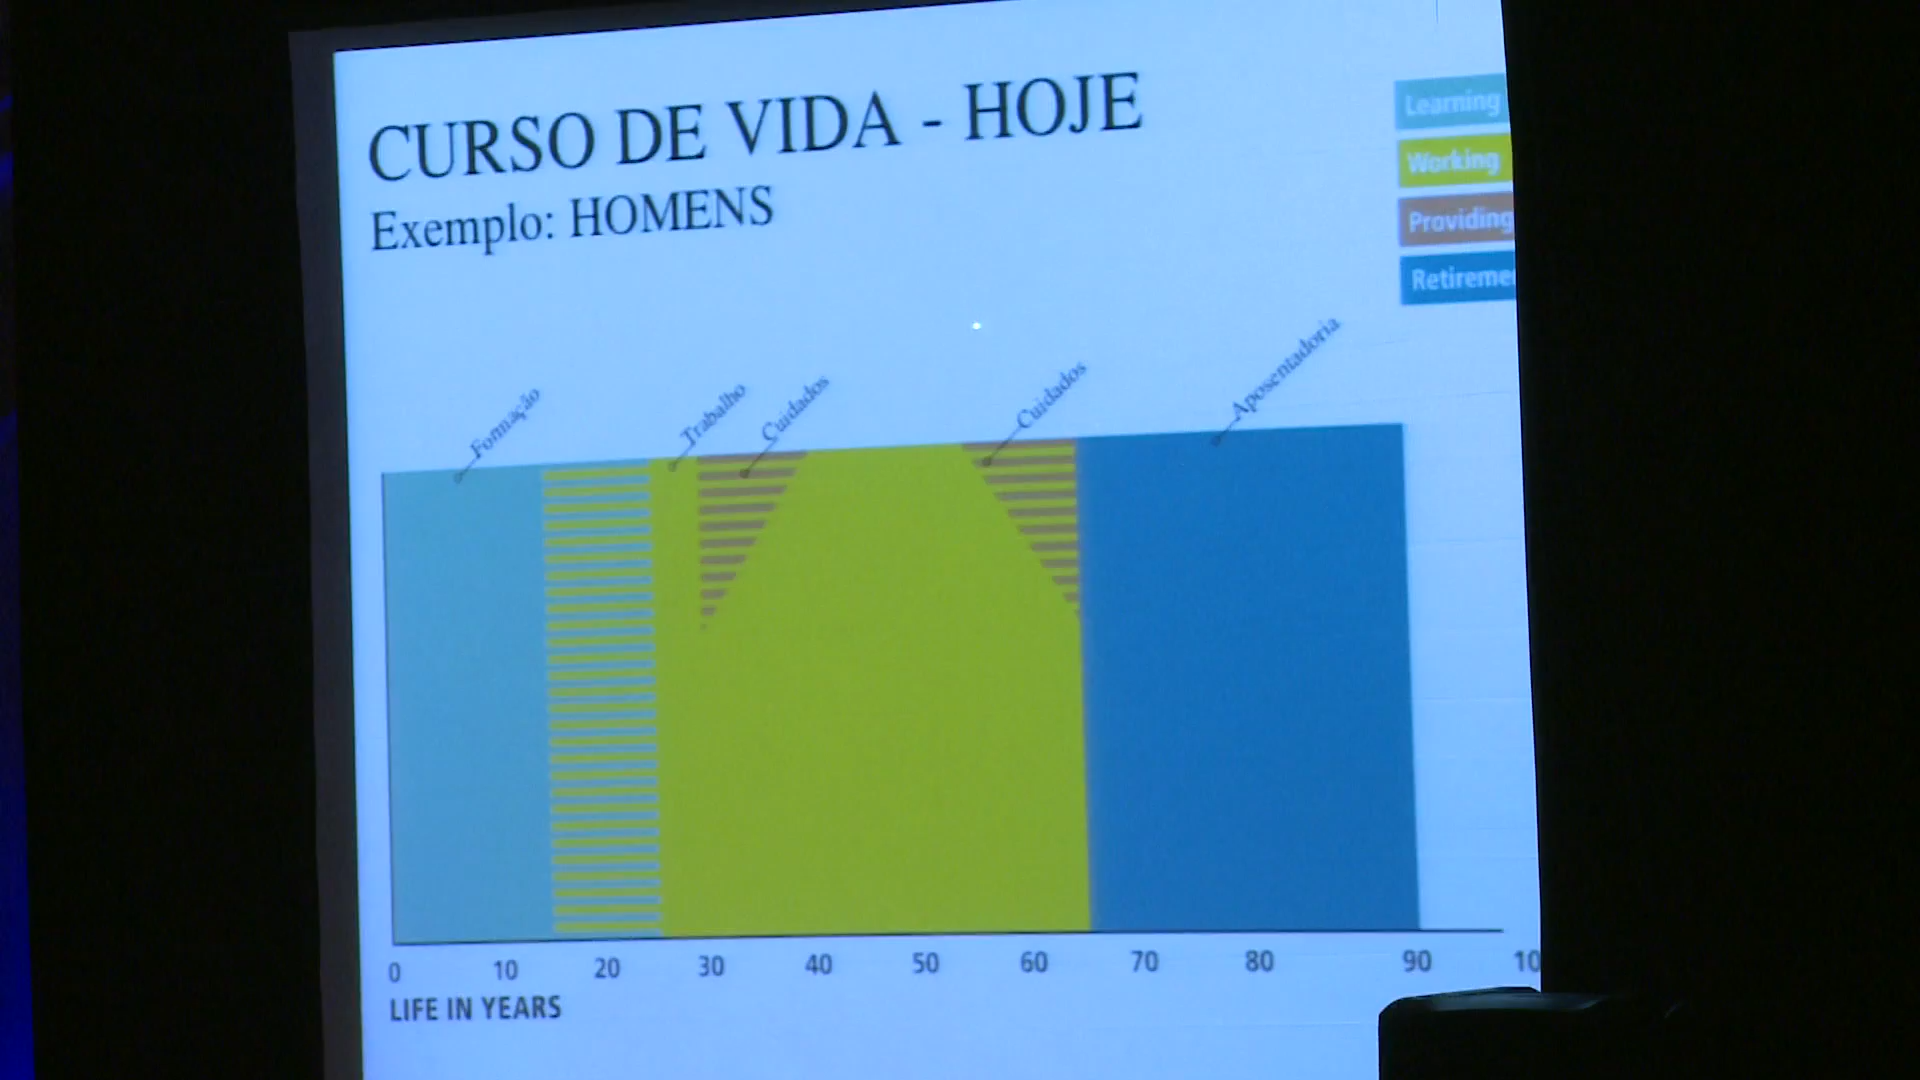 CURSO DE VIDA - HOJE
Exemplo: HOMENS
Learning
Working
Providing
Retireme
Formação
Trabalho
Cuidados
Cuidados
Aposentadoria
0 10 20 30 40 50 60 70 80 90 10
LIFE IN YEARS